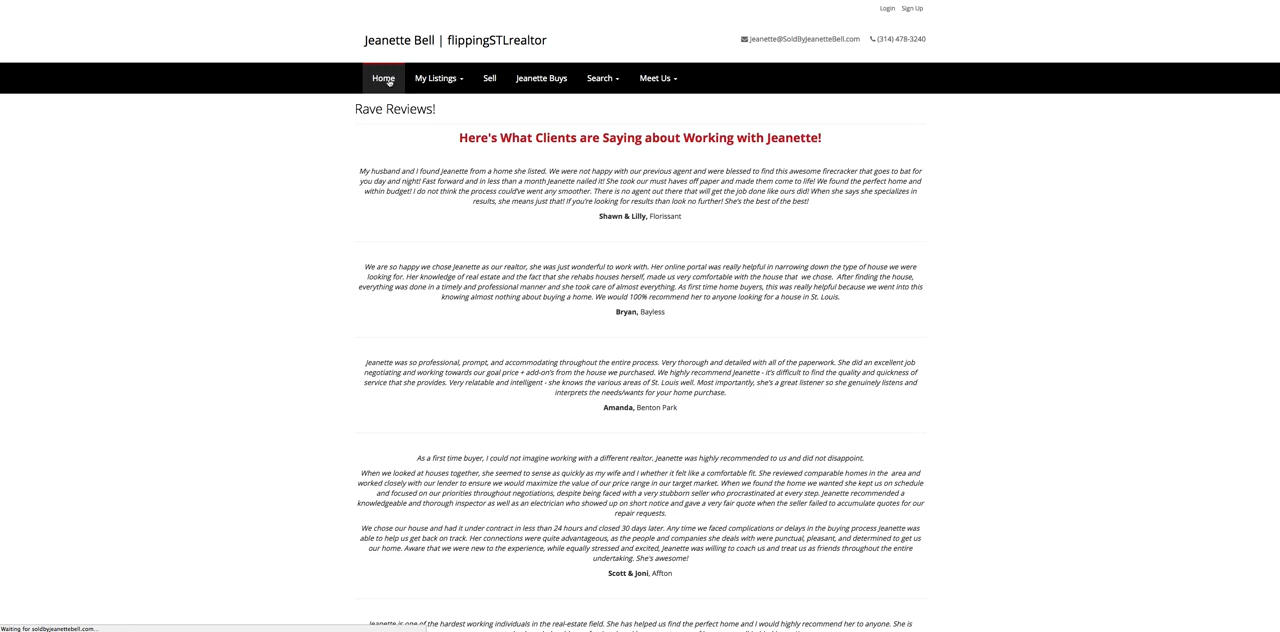 Login Sign Up
Jeanette Bell | flippingSTLrealtor
Jeanette@SoldByJeanetteBell.com (314) 478-3240
Home My Listings Sell Jeanette Buys Search Meet Us
Rave Reviews!
Here's What Clients are Saying about Working with Jeanette!
My husband and I found Jeanette from a home she listed. We were not happy with our previous agent and were blessed to find this awesome firecracker that goes to bat for
you day and night! Fast forward and in less than a month Jeanette nailed it! She took our must haves off paper and made them come to life! We found the perfect home and
within budget! I do not think the process could've went any smoother. There is no agent out there that will get the job done like ours did! When she says she specializes in
results, she means just that! If you're looking for results than look no further! She's the best of the best!
Shawn & Lilly, Florissant
We are so happy we chose Jeanette as our realtor, she was just wonderful to work with. Her online portal was really helpful in narrowing down the type of house we were
looking for. Her knowledge of real estate and the fact that she rehabs houses herself, made us very comfortable with the house that we chose. After finding the house,
everything was done in a timely and professional manner and she took care of almost everything. As first time home buyers, this was really helpful because we went into this
knowing almost nothing about buying a home. We would 100% recommend her to anyone looking for a house in St. Louis.
Bryan, Bayless
Jeanette was so professional, prompt, and accommodating throughout the entire process. Very thorough and detailed with all of the paperwork. She did an excellent job
negotiating and working towards our goal price + add-on's from the house we purchased. We highly recommend Jeanette - it's difficult to find the quality and quickness of
service that she provides. Very relatable and intelligent - she knows the various areas of St. Louis well. Most importantly, she's a great listener so she genuinely listens and
interprets the needs/wants for your home purchase.
Amanda, Benton Park
As a first time buyer, I could not imagine working with a different realtor. Jeanette was highly recommended to us and did not disappoint.
When we looked at houses together, she seemed to sense as quickly as my wife and I whether it felt like a comfortable fit. She reviewed comparable homes in the area and
worked closely with our lender to ensure we would maximize the value of our price range in our target market. When we found the home we wanted she kept us on schedule
and focused on our priorities throughout negotiations, despite being faced with a very stubborn seller who procrastinated at every step. Jeanette recommended a
knowledgeable and thorough inspector as well as an electrician who showed up on short notice and gave a very fair quote when the seller failed to accumulate quotes for our
repair requests.
We chose our house and had it under contract in less than 24 hours and closed 30 days later. Any time we faced complications or delays in the buying process Jeanette was
able to help us get back on track. Her connections were quite advantageous, as the people and companies she deals with were punctual, pleasant, and determined to get us
our home. Aware that we were new to the experience, while equally stressed and excited, Jeanette was willing to coach us and treat us as friends throughout the entire
undertaking. She's awesome!
Scott & Joni, Affton
Jeanette is one of the hardest working individuals in the real-estate field. She has helped us find the perfect home and I would highly recommend her to anyone. She is
Waiting for soldbyjeanettebell.com...